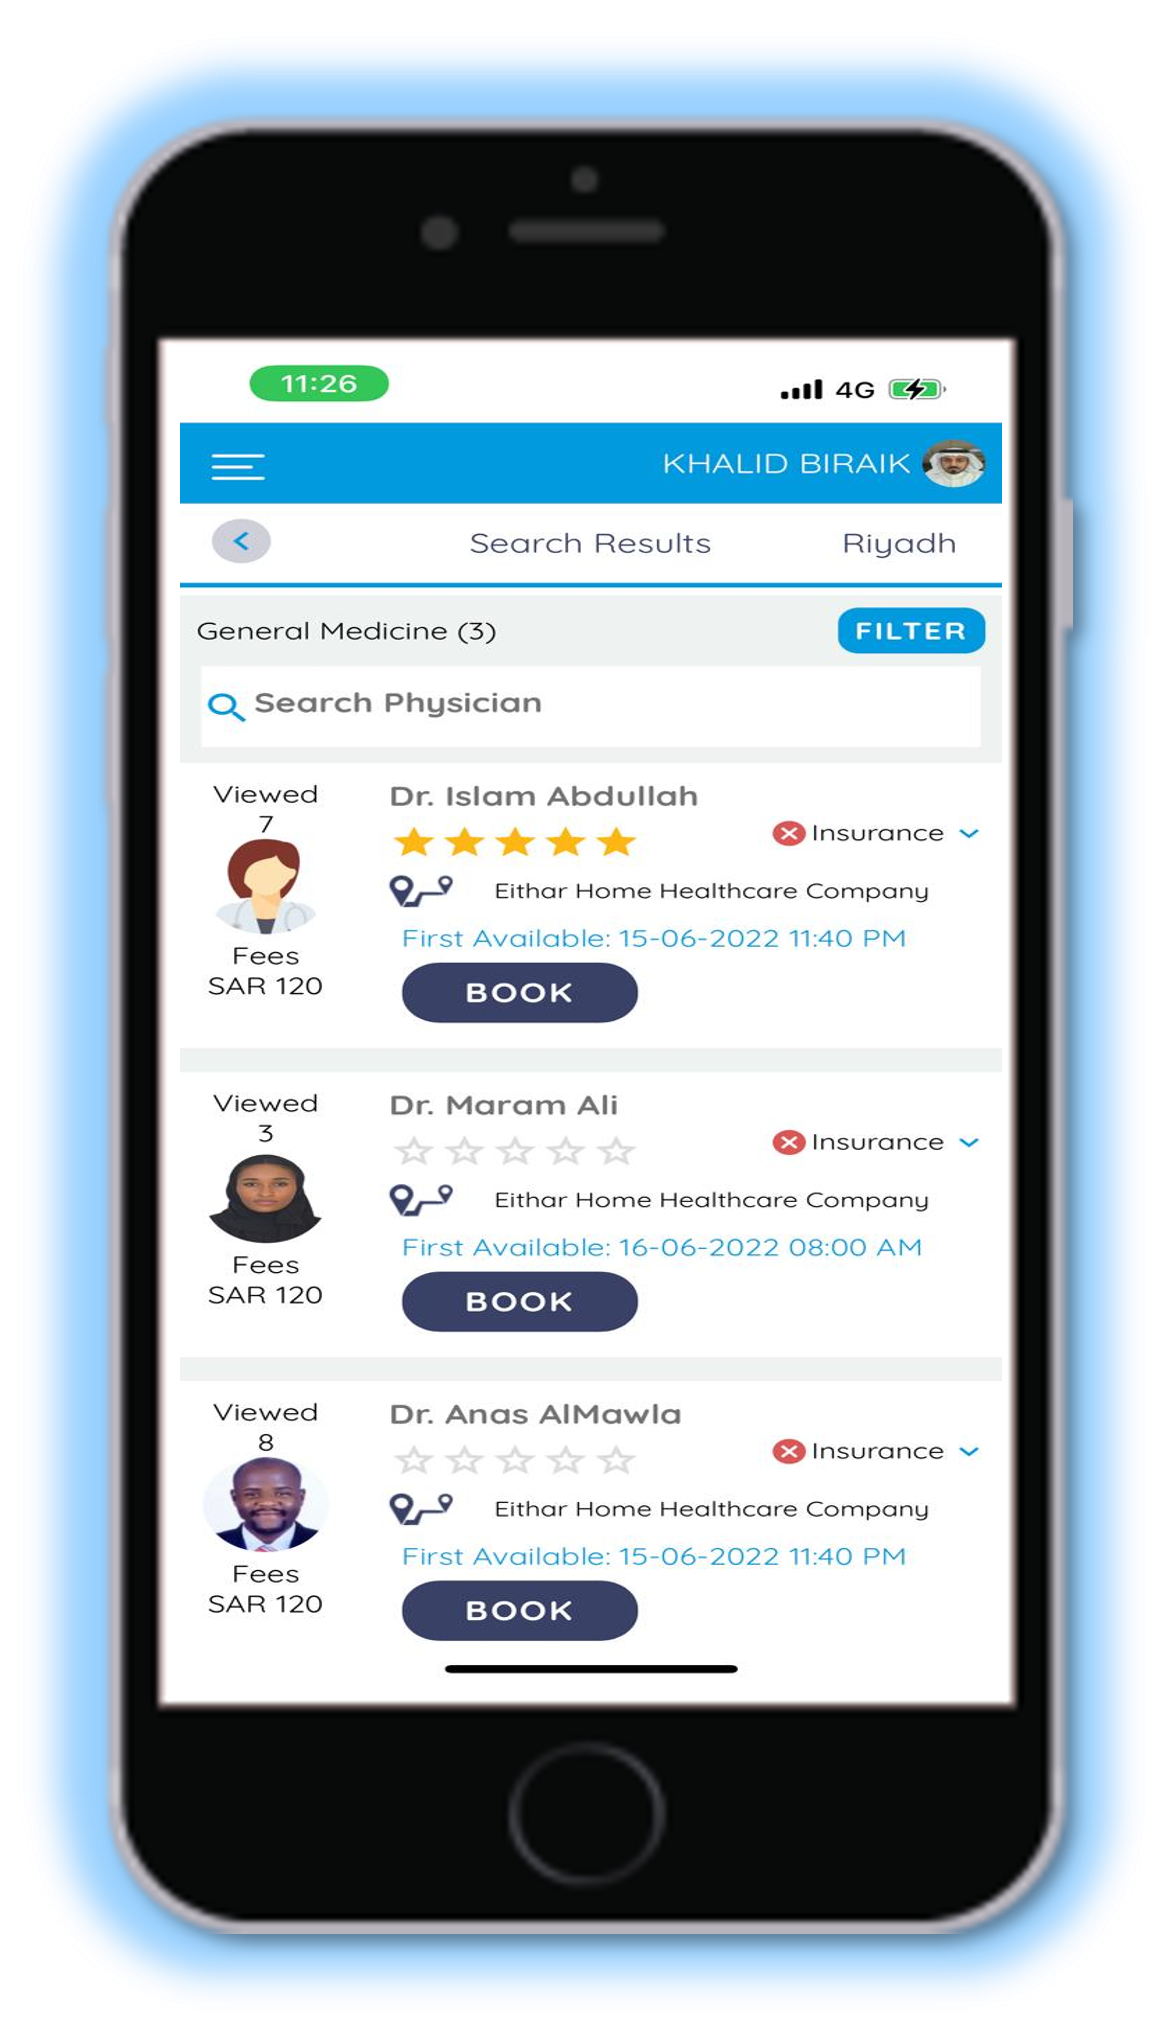 11:26 4G
KHALID BIRAIK
Search Results Riyadh
General Medicine (3) FILTER
Search Physician
Viewed
7
Dr. Islam Abdullah
Insurance
Eithar Home Healthcare Company
First Available: 15-06-2022 11:40 PM
Fees
SAR 120
BOOK
Viewed
3
Dr. Maram Ali
Insurance
Eithar Home Healthcare Company
First Available: 16-06-2022 08:00 AM
Fees
SAR 120
BOOK
Viewed
8
Dr. Anas AlMawla
Insurance
Eithar Home Healthcare Company
First Available: 15-06-2022 11:40 PM
Fees
SAR 120
BOOK